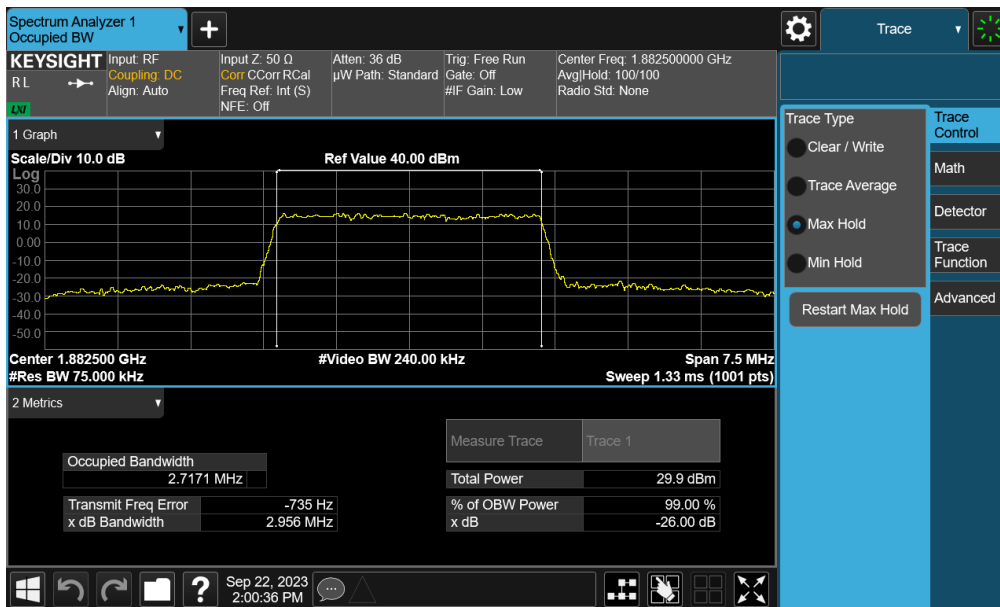 Spectrum Analyzer 1
Occupied BW
Trace
KEYSIGHT
R L
LXI
Input: RF
Coupling: DC
Align: Auto
Input Z: 50 Ω
Corr CCorr RCal
Freq Ref: Int (S)
NFE: Off
Atten: 36 dB
µW Path: Standard
Trig: Free Run
Gate: Off
#IF Gain: Low
Center Freq: 1.882500000 GHz
Avg|Hold: 100/100
Radio Std: None
1 Graph
Scale/Div 10.0 dB
Ref Value 40.00 dBm
Log
30.0
20.0
10.0
0.00
-10.0
-20.0
-30.0
-40.0
-50.0
Center 1.882500 GHz
#Video BW 240.00 kHz
Span 7.5 MHz
#Res BW 75.000 kHz
Sweep 1.33 ms (1001 pts)
2 Metrics
Measure Trace
Trace 1
Occupied Bandwidth
2.7171 MHz
Total Power
29.9 dBm
Transmit Freq Error
-735 Hz
% of OBW Power
99.00 %
x dB Bandwidth
2.956 MHz
x dB
-26.00 dB
Trace Type
Clear / Write
Trace Average
Max Hold
Min Hold
Restart Max Hold
Trace
Control
Math
Detector
Trace
Function
Advanced
?
Sep 22, 2023
2:00:36 PM